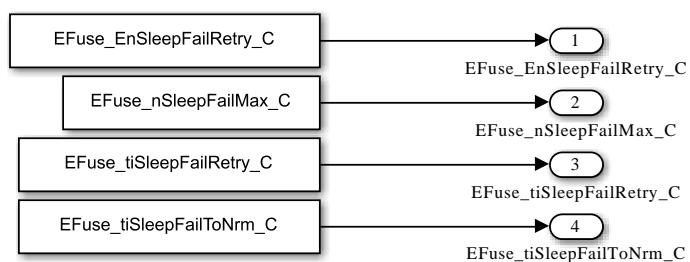 EFuse_EnSleepFailRetry_C
1
EFuse_EnSleepFailRetry_C
EFuse_nSleepFailMax_C
2
EFuse_nSleepFailMax_C
EFuse_tiSleepFailRetry_C
3
EFuse_tiSleepFailRetry_C
EFuse_tiSleepFailToNrm_C
4
EFuse_tiSleepFailToNrm_C